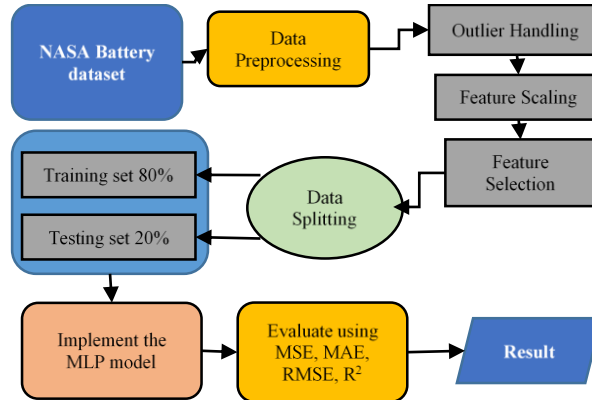 NASA Battery
dataset
Data
Preprocessing
Outlier Handling
Feature Scaling
Feature
Selection
Data
Splitting
Training set 80%
Testing set 20%
Implement the
MLP model
Evaluate using
MSE, MAE,
RMSE, R²
Result